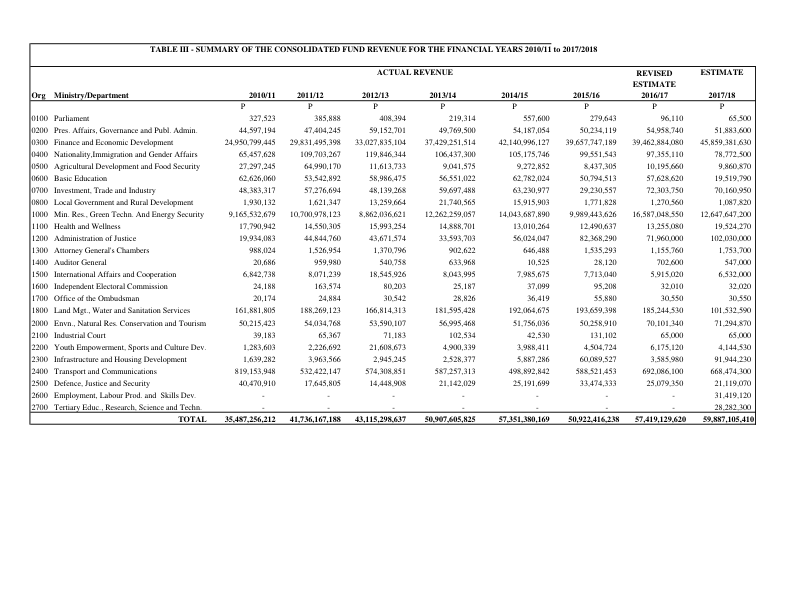 TABLE III - SUMMARY OF THE CONSOLIDATED FUND REVENUE FOR THE FINANCIAL YEARS 2010/11 to 2017/2018
ACTUAL REVENUE REVISED ESTIMATE
ESTIMATE
Org Ministry/Department 2010/11 2011/12 2012/13 2013/14 2014/15 2015/16 2016/17 2017/18
P P P P P P P P
0100 Parliament 327,523 385,888 408,394 219,314 557,600 279,643 96,110 65,500
0200 Pres. Affairs, Governance and Publ. Admin. 44,597,194 47,404,245 59,152,701 49,769,500 54,187,054 50,234,119 54,958,740 51,883,600
0300 Finance and Economic Development 24,950,799,445 29,831,495,398 33,027,835,104 37,429,251,514 42,140,996,127 39,657,747,189 39,462,884,080 45,859,381,630
0400 Nationality,Immigration and Gender Affairs 65,457,628 109,703,267 119,846,344 106,437,300 105,175,746 99,551,543 97,355,110 78,772,500
0500 Agricultural Development and Food Security 27,297,245 64,990,170 11,613,733 9,041,575 9,272,852 8,437,305 10,195,660 9,860,870
0600 Basic Education 62,626,060 53,542,892 58,986,475 56,551,022 62,782,024 50,794,513 57,628,620 19,519,790
0700 Investment, Trade and Industry 48,383,317 57,276,694 48,139,268 59,697,488 63,230,977 29,230,557 72,303,750 70,160,950
0800 Local Government and Rural Development 1,930,132 1,621,347 13,259,664 21,740,565 15,915,903 1,771,828 1,270,560 1,087,820
1000 Min. Res., Green Techn. And Energy Security 9,165,532,679 10,700,978,123 8,862,036,621 12,262,259,057 14,043,687,890 9,989,443,626 16,587,048,550 12,647,647,200
1100 Health and Wellness 17,790,942 14,550,305 15,993,254 14,888,701 13,010,264 12,490,637 13,255,080 19,524,270
1200 Administration of Justice 19,934,083 44,844,760 43,671,574 33,593,703 56,024,047 82,368,290 71,960,000 102,030,000
1300 Attorney General's Chambers 988,024 1,526,954 1,370,796 902,622 646,488 1,535,293 1,155,760 1,753,700
1400 Auditor General 20,686 959,980 540,758 633,968 10,525 28,120 702,600 547,000
1500 International Affairs and Cooperation 6,842,738 8,071,239 18,545,926 8,043,995 7,985,675 7,713,040 5,915,020 6,532,000
1600 Independent Electoral Commission 24,188 163,574 80,203 25,187 37,099 95,208 32,010 32,020
1700 Office of the Ombudsman 20,174 24,884 30,542 28,826 36,419 55,880 30,550 30,550
1800 Land Mgt., Water and Sanitation Services 161,881,805 188,269,123 166,814,313 181,595,428 192,064,675 193,659,398 185,244,530 101,532,590
2000 Envn., Natural Res. Conservation and Tourism 50,215,423 54,034,768 53,590,107 56,995,468 51,756,036 50,258,910 70,101,340 71,294,870
2100 Industrial Court 39,183 65,367 71,183 102,534 42,530 131,102 65,000 65,000
2200 Youth Empowerment, Sports and Culture Dev. 1,283,603 2,226,692 21,608,673 4,900,339 3,988,411 4,504,724 6,175,120 4,144,530
2300 Infrastructure and Housing Development 1,639,282 3,963,566 2,945,245 2,528,377 5,887,286 60,089,527 3,585,980 91,944,230
2400 Transport and Communications 819,153,948 532,422,147 574,308,851 587,257,313 498,892,842 588,521,453 692,086,100 668,474,300
2500 Defence, Justice and Security 40,470,910 17,645,805 14,448,908 21,142,029 25,191,699 33,474,333 25,079,350 21,119,070
2600 Employment, Labour Prod. and Skills Dev. - - - - - - - 31,419,120
2700 Tertiary Educ., Research, Science and Techn. - - - - - - - 28,282,300
TOTAL 35,487,256,212 41,736,167,188 43,115,298,637 50,907,605,825 57,351,380,169 50,922,416,238 57,419,129,620 59,887,105,410